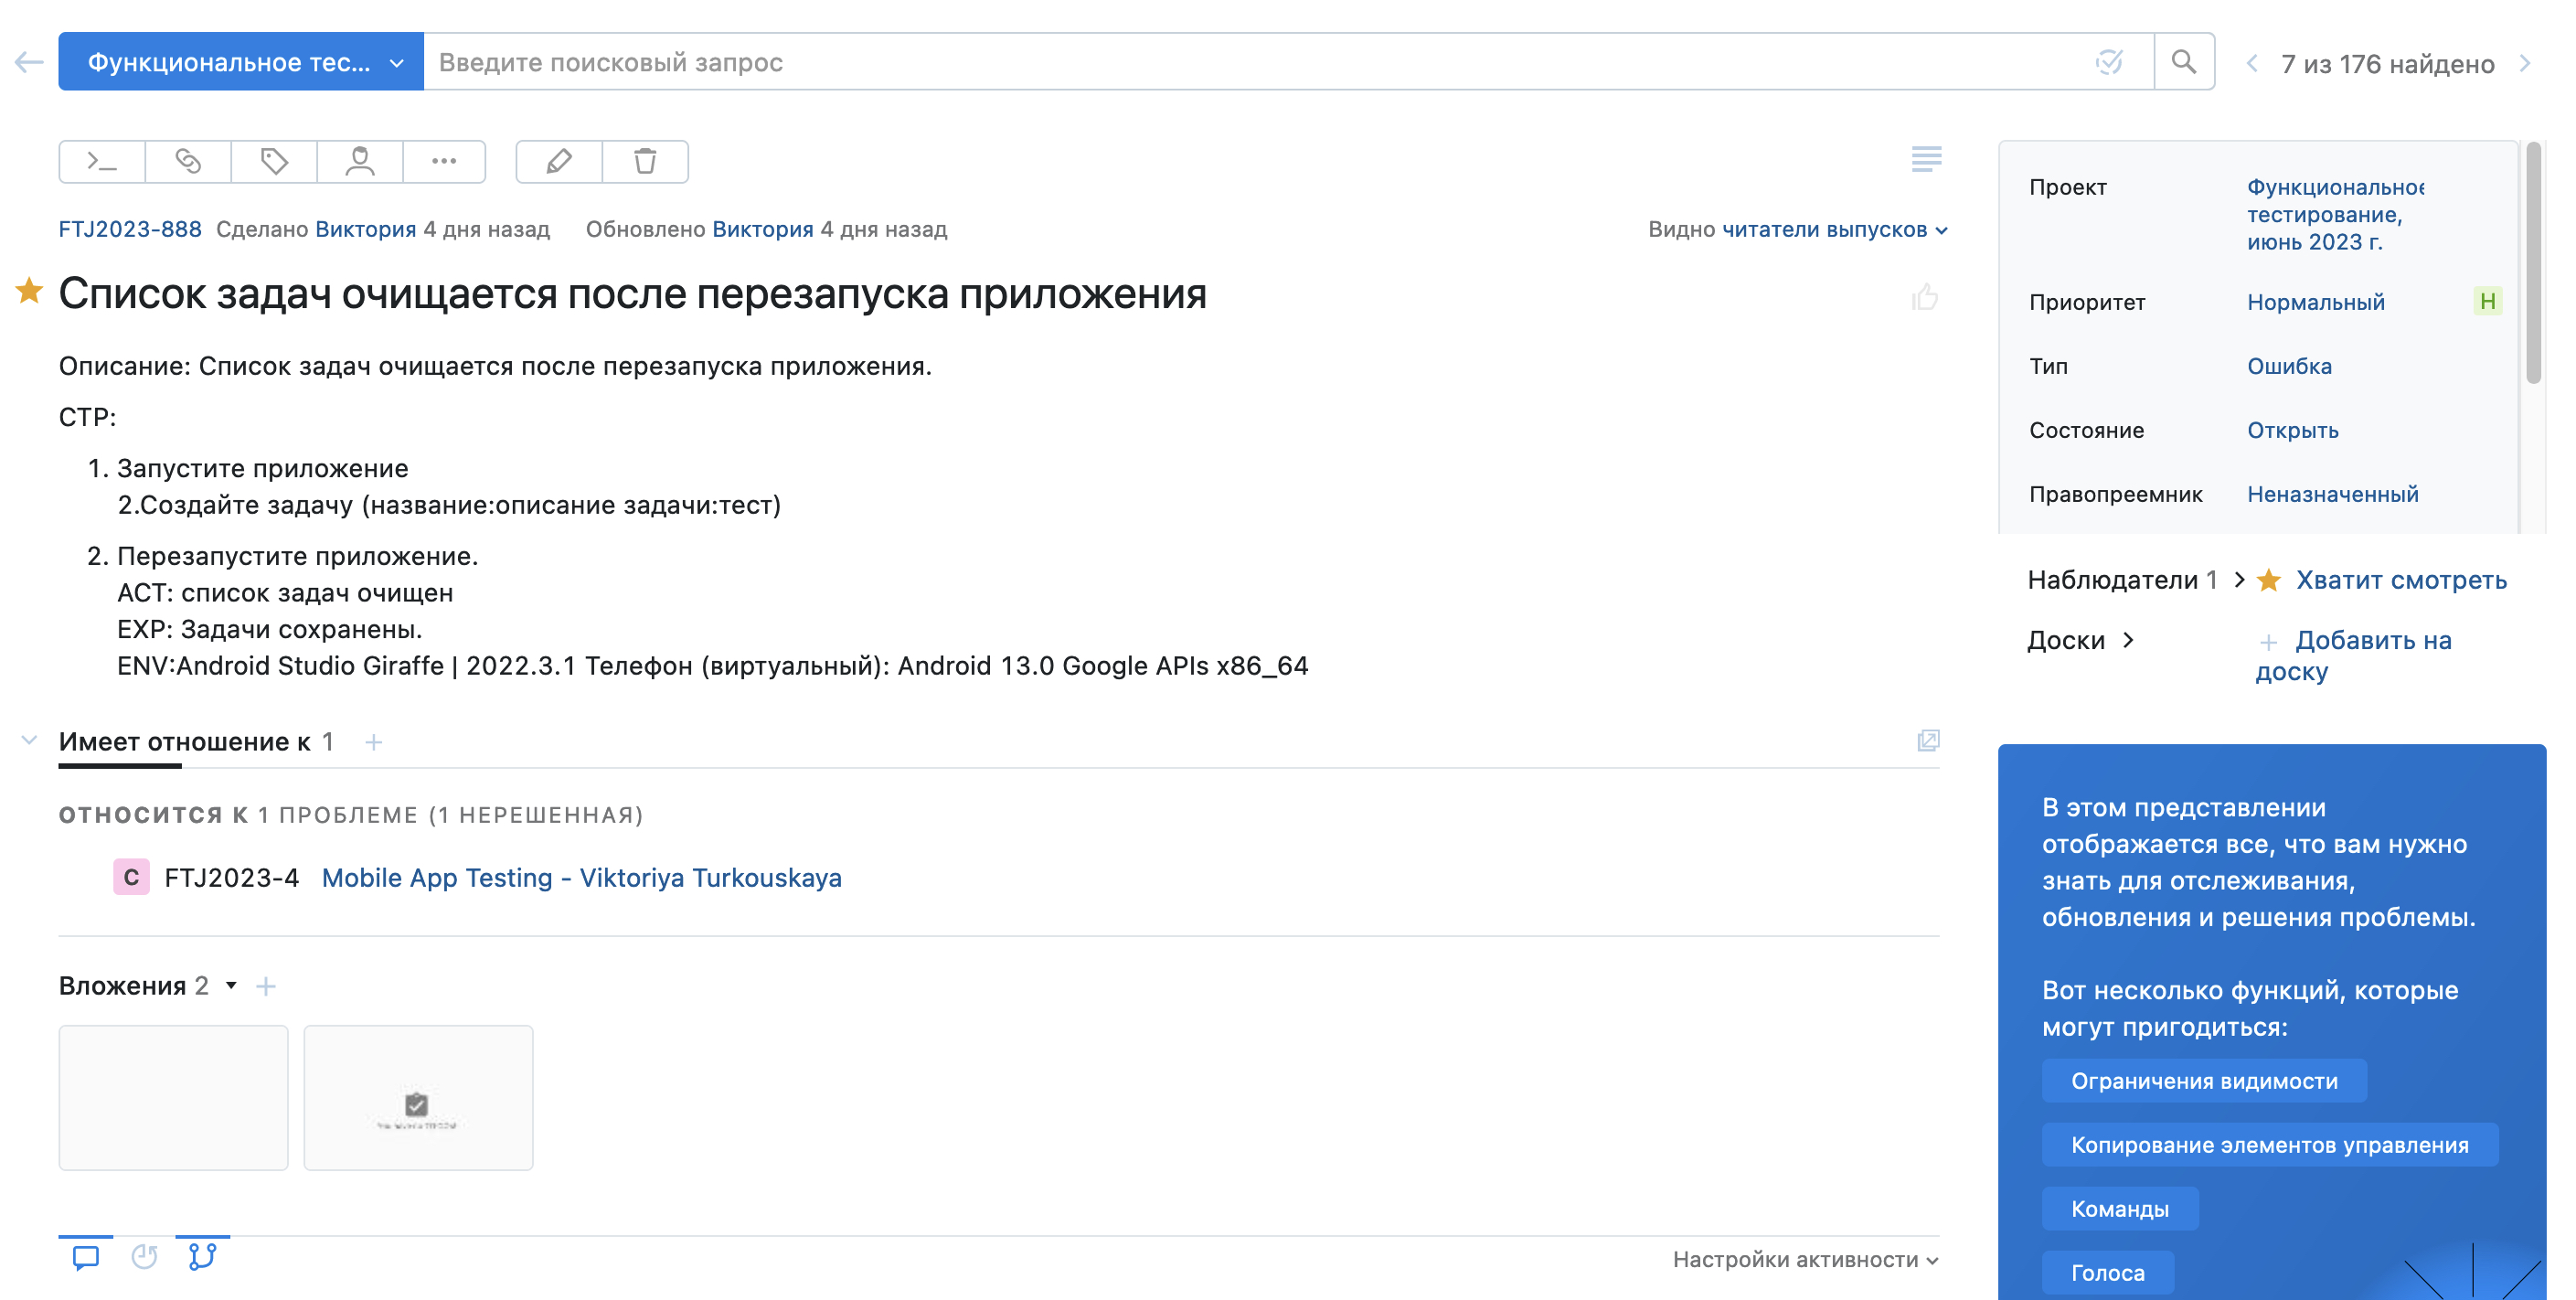 Функциональное тес...
Введите поисковый запрос
7 из 176 найдено
FTJ2023-888 Сделано Виктория 4 дня назад Обновлено Виктория 4 дня назад
Видно читатели выпусков
Список задач очищается после перезапуска приложения
Описание: Список задач очищается после перезапуска приложения.
СТР:
1. Запустите приложение
2.Создайте задачу (название:описание задачи:тест)
2. Перезапустите приложение.
ACT: список задач очищен
EXP: Задачи сохранены.
ENV:Android Studio Giraffe | 2022.3.1 Телефон (виртуальный): Android 13.0 Google APIs x86_64
Имеет отношение к 1
ОТНОСИТСЯ К 1 ПРОБЛЕМЕ (1 НЕРЕШЕННАЯ)
C FTJ2023-4 Mobile App Testing - Viktoriya Turkouskaya
Вложения 2
Настройки активности
Проект
Функциональное
тестирование,
июнь 2023 г.
Приоритет Нормальный Н
Тип Ошибка
Состояние Открыть
Правопреемник Неназначенный
Наблюдатели 1 Хватит смотреть
Доски Добавить на
доску
В этом представлении
отображается все, что вам нужно
знать для отслеживания,
обновления и решения проблемы.
Вот несколько функций, которые
могут пригодиться:
Ограничения видимости
Копирование элементов управления
Команды
Голоса